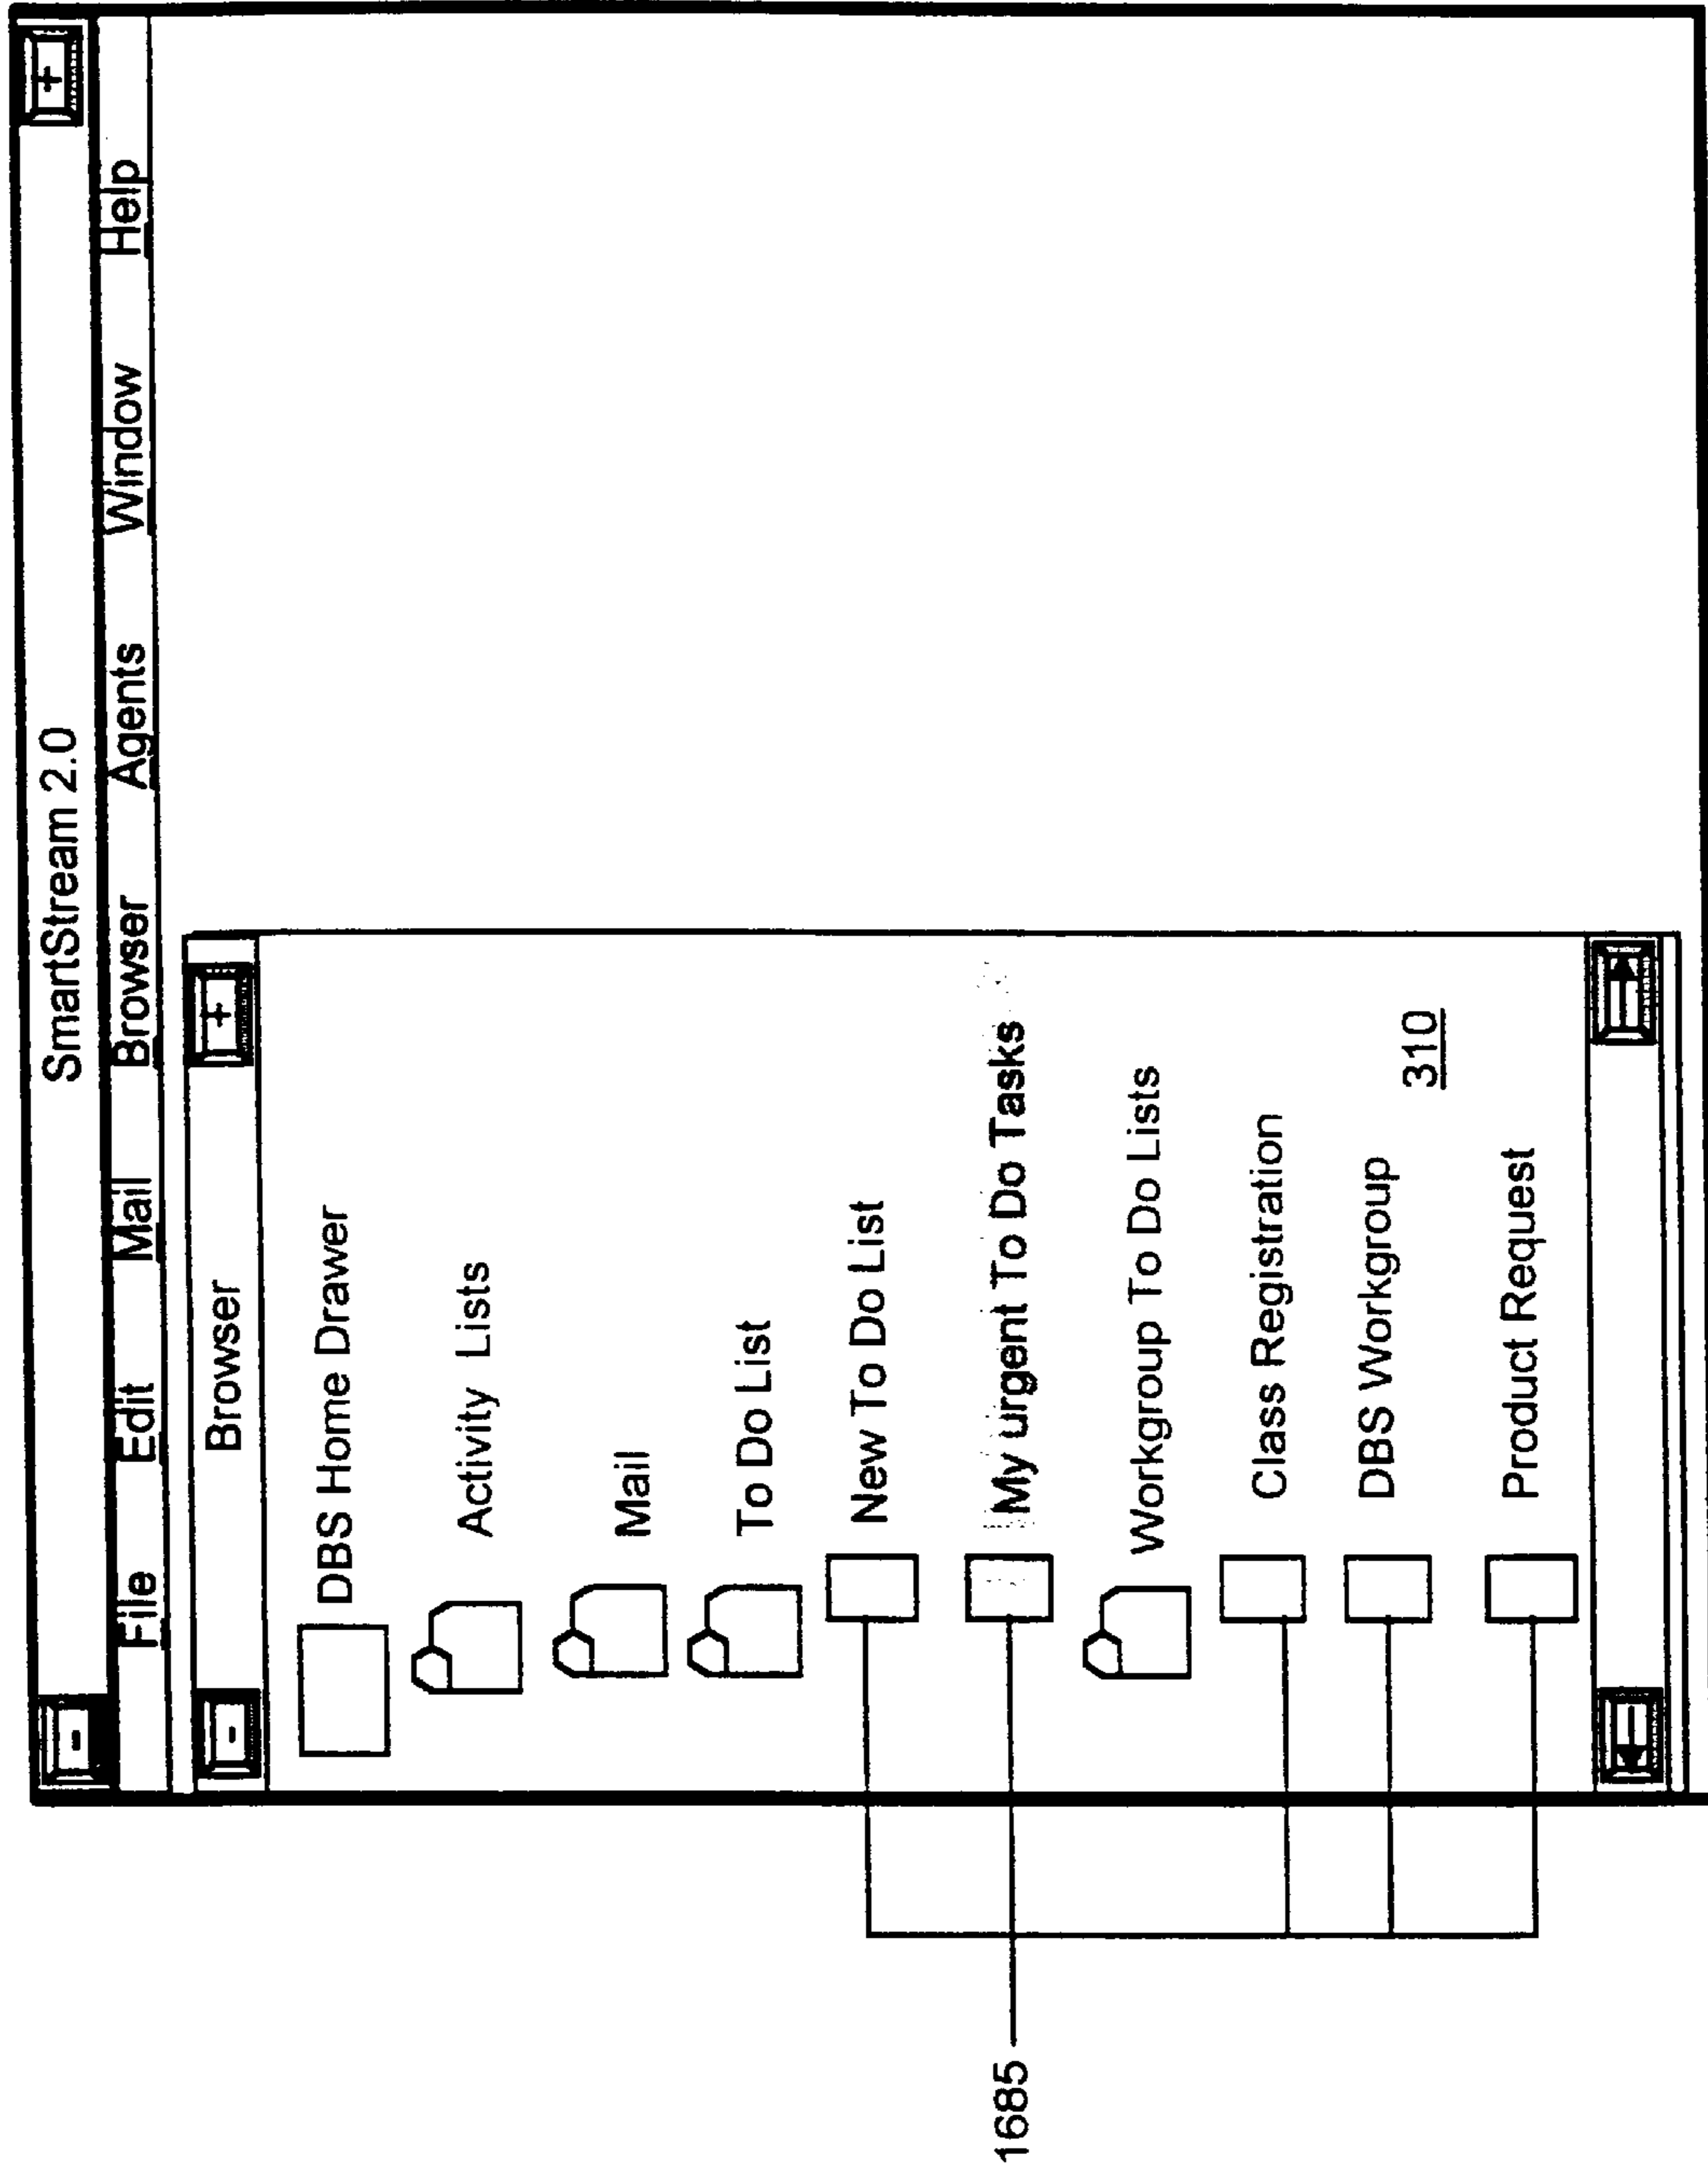 SmartStream 2.0
File Edit Mail Browser Agents Window Help
Browser
DBS Home Drawer
Activity Lists
Mail
To Do List
New To Do List
My urgent To Do Tasks
Workgroup To Do Lists
Class Registration
DBS Workgroup
310
Product Request
1685